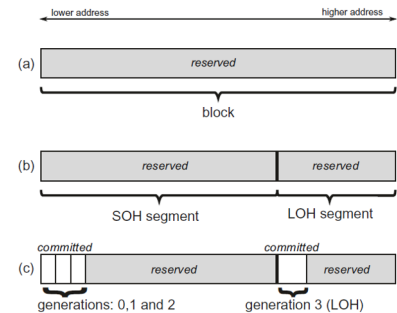 lower address higher address
(a) reserved
block
(b) reserved reserved
SOH segment LOH segment
committed committed
(c) reserved reserved
generations: 0,1 and 2 generation 3 (LOH)